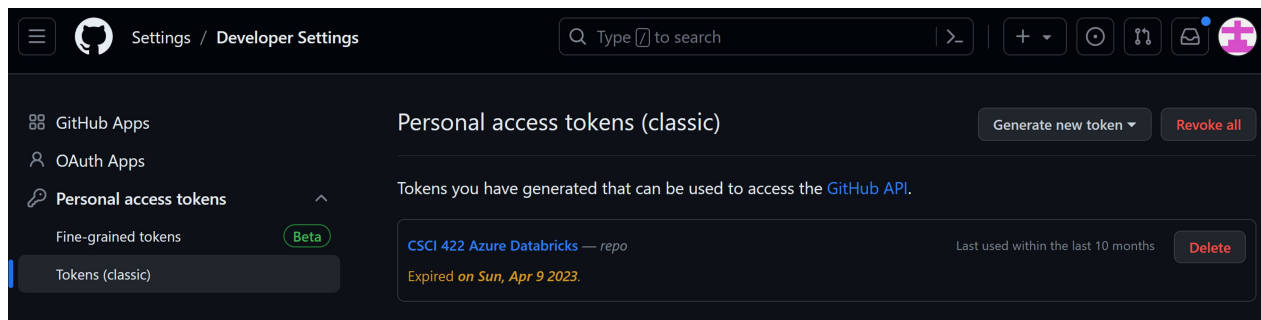 Settings / Developer Settings
Type / to search
GitHub Apps
OAuth Apps
Personal access tokens
Fine-grained tokens Beta
Tokens (classic)
Personal access tokens (classic)
Generate new token
Revoke all
Tokens you have generated that can be used to access the GitHub API.
CSCI 422 Azure Databricks — repo
Last used within the last 10 months
Delete
Expired on Sun, Apr 9 2023.